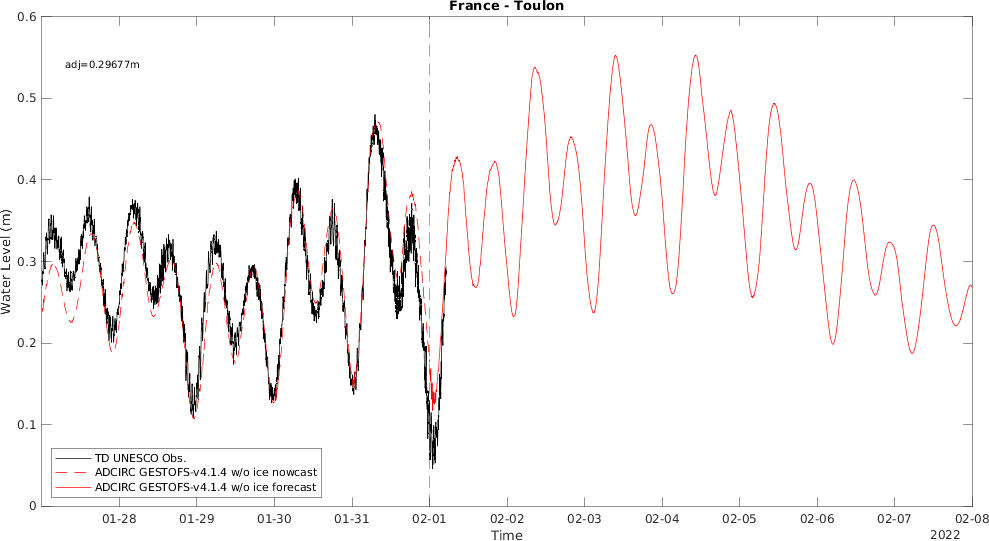 France - Toulon
0.6
adj=0.29677m
0.5
0.4
0.3
Water Level (m)
0.2
0.1
TD UNESCO Obs.
ADCIRC GESTOFS-v4.1.4 w/o ice nowcast
ADCIRC GESTOFS-v4.1.4 w/o ice forecast
0
01-28 01-29 01-30 01-31 02-01 02-02 02-03 02-04 02-05 02-06 02-07 02-08
Time
2022